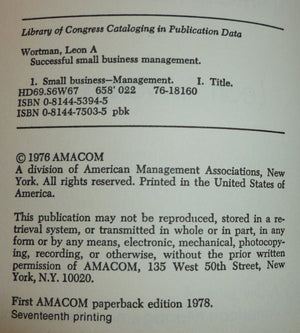 Library of Congress Cataloging in Publication Data
Wortman, Leon A
Successful small business management.
1. Small business—Management. I. Title.
HD69.S6W67 658' 022 76-18160
ISBN 0-8144-5394-5
ISBN 0-8144-7503-5 pbk
© 1976 AMACOM
A division of American Management Associations, New
York. All rights reserved. Printed in the United States of
America.
This publication may not be reproduced, stored in a re-
trieval system, or transmitted in whole or in part, in any
form or by any means, electronic, mechanical, photocopy-
ing, recording, or otherwise, without the prior written
permission of AMACOM, 135 West 50th Street, New
York, N.Y. 10020.
First AMACOM paperback edition 1978.
Seventeenth printing